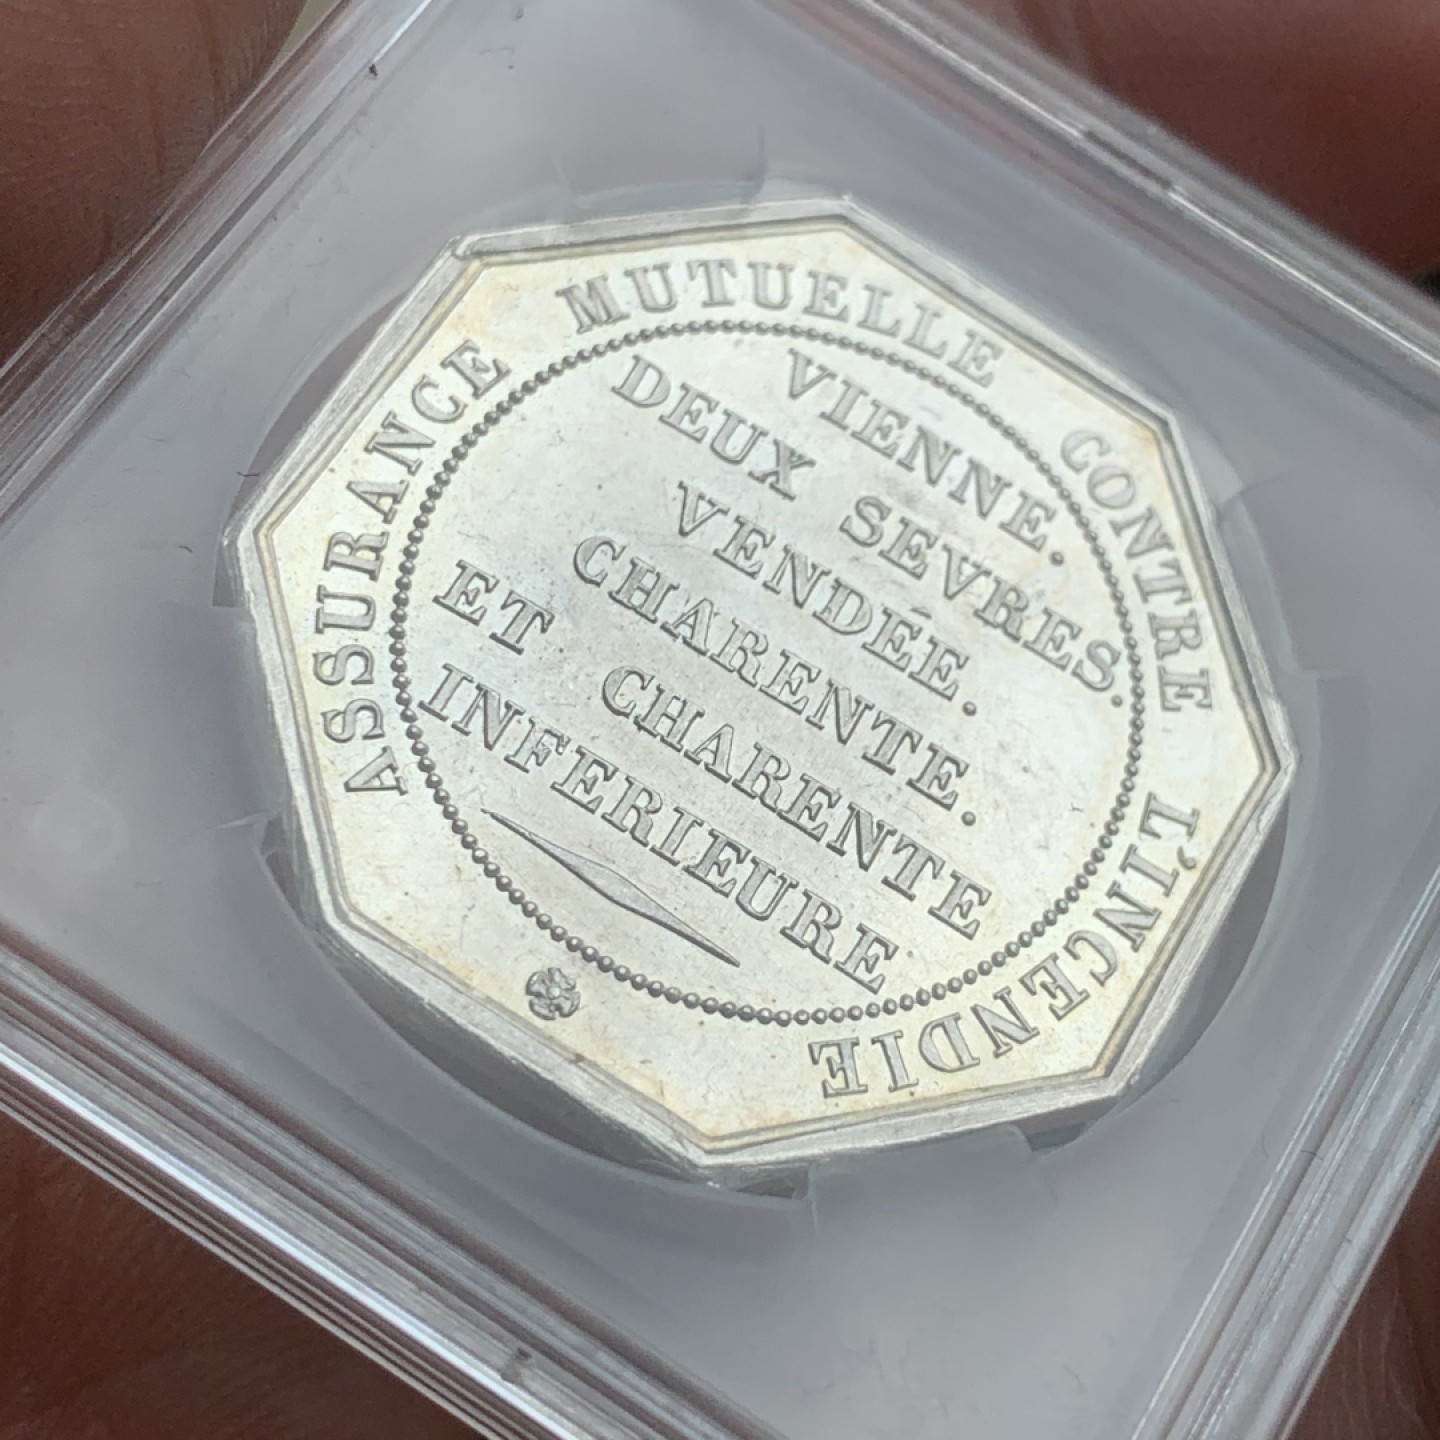 ASSURANCE MUTUELLE CONTRE L'INCENDIE
VIENNE.
DEUX SEVRES.
VENDÉE.
CHARENTE.
ET CHARENTE
INFERIEURE